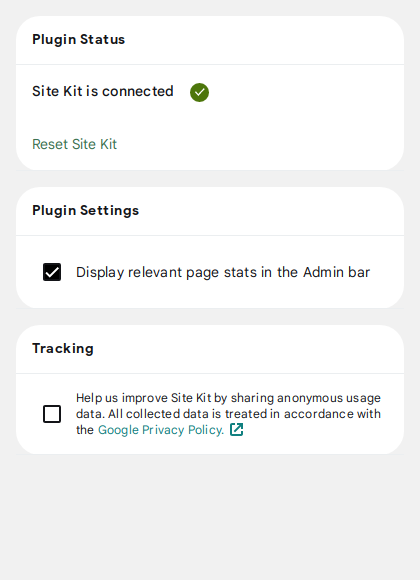 Plugin Status
Site Kit is connected
Reset Site Kit
Plugin Settings
Display relevant page stats in the Admin bar
Tracking
Help us improve Site Kit by sharing anonymous usage
data. All collected data is treated in accordance with
the Google Privacy Policy.